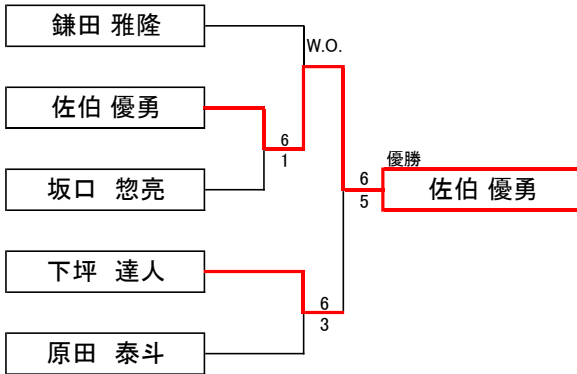 鎌田 雅隆
W.O.
佐伯 優勇
6
1
坂口 惣亮
優勝
6
佐伯 優勇
5
下坪 達人
6
3
原田 泰斗